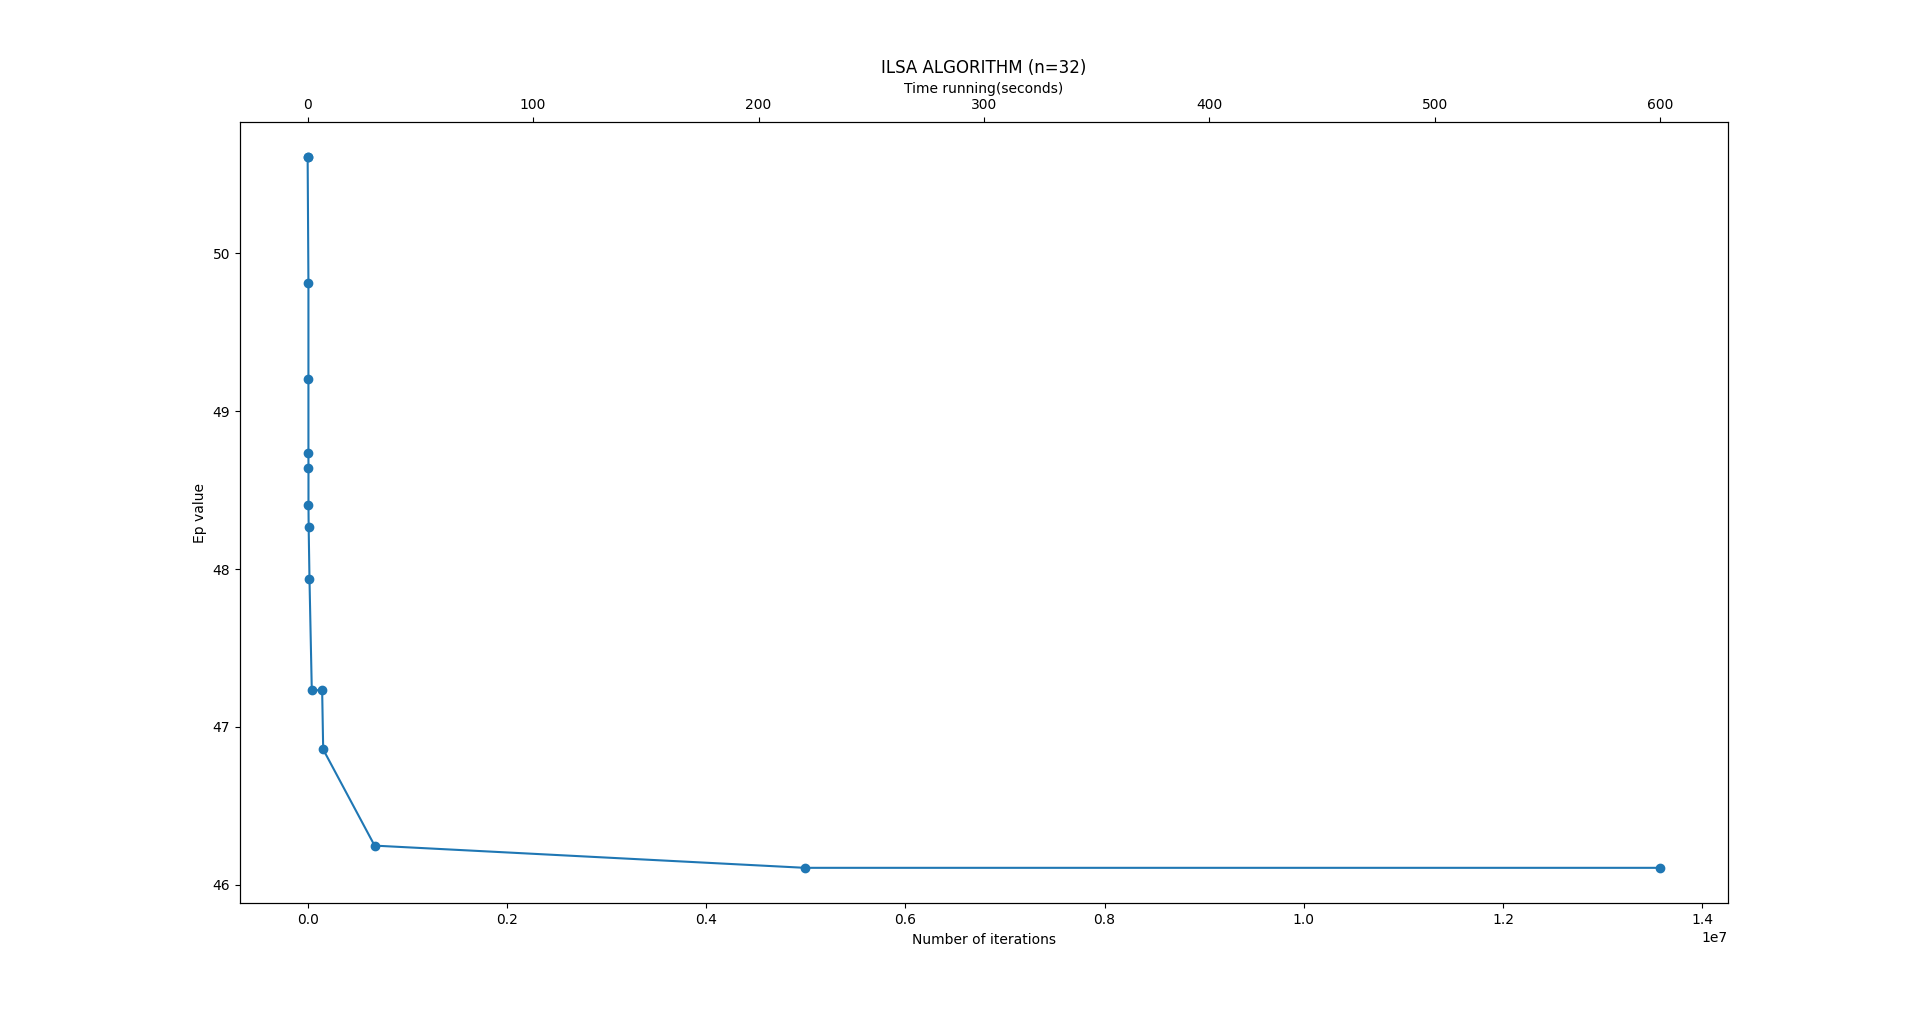 ILSA ALGORITHM (n=32)
Time running(seconds)
0 100 200 300 400 500 600
50
49
48
47
46
Ep value
0.0 0.2 0.4 0.6 0.8 1.0 1.2 1.4
1e7
Number of iterations